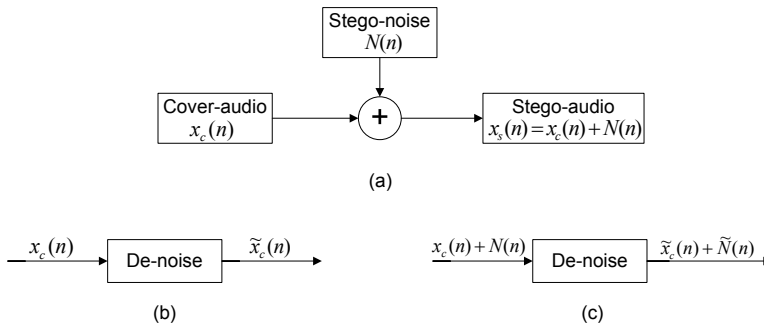 Stego-noise
N(n)
Cover-audio
x_c(n)
+
Stego-audio
x_s(n)=x_c(n)+N(n)
(a)
x_c(n)
De-noise
x̃_c(n)
(b)
x_c(n)+N(n)
De-noise
x̃_c(n)+Ñ(n)
(c)